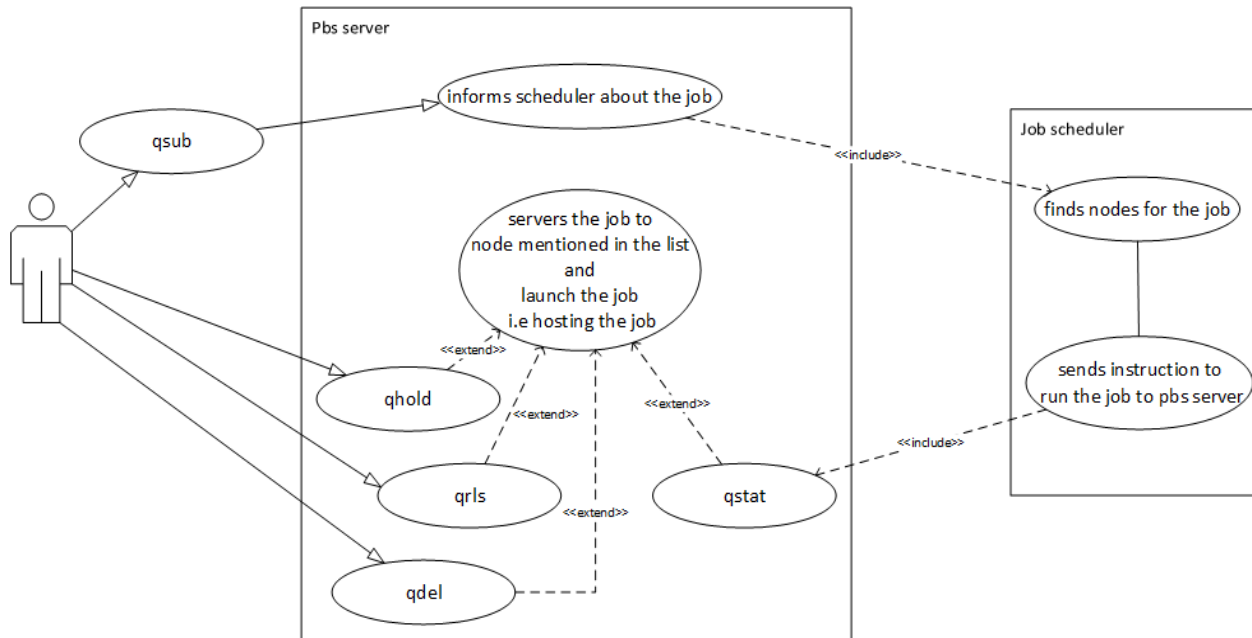 Pbs server
informs scheduler about the job
qsub
Job scheduler
<<include>>
finds nodes for the job
servers the job to
node mentioned in the list
and
launch the job
i.e hosting the job
<<extend>>
qhold
sends instruction to
run the job to pbs server
<<extend>>
<<extend>>
<<include>>
qrls
qstat
<<extend>>
qdel